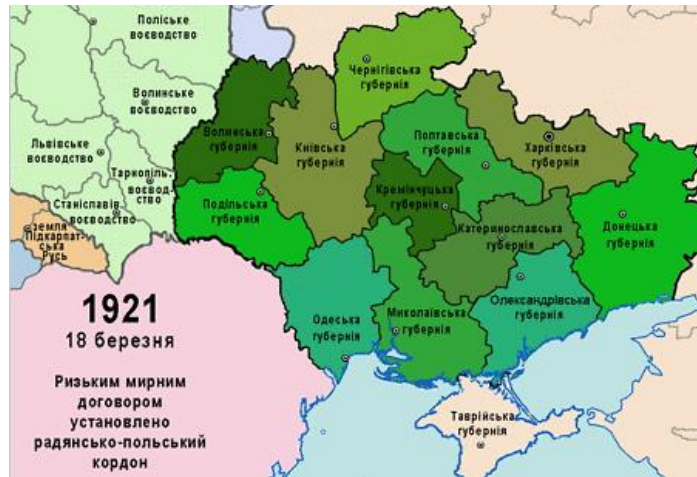 Поліське
воєводство
Волинське
воєводство
Львівське
воєводство
Тарнопіль.
воєвод-
ство
Станіславів.
воєводство
земля
Підкарпат-
ська
Русь
Чернігівська
губернія
Волинська
губернія
Київська
губернія
Полтавська
губернія
Харківська
губернія
Подільська
губернія
Кремінчуцька
губернія
Катеринославська
губернія
Донецька
губернія
Одеська
губернія
Миколаївська
губернія
Олександрівська
губернія
Таврійська
губернія
1921
18 березня
Ризьким мирним
договором
установлено
радянсько-польський
кордон